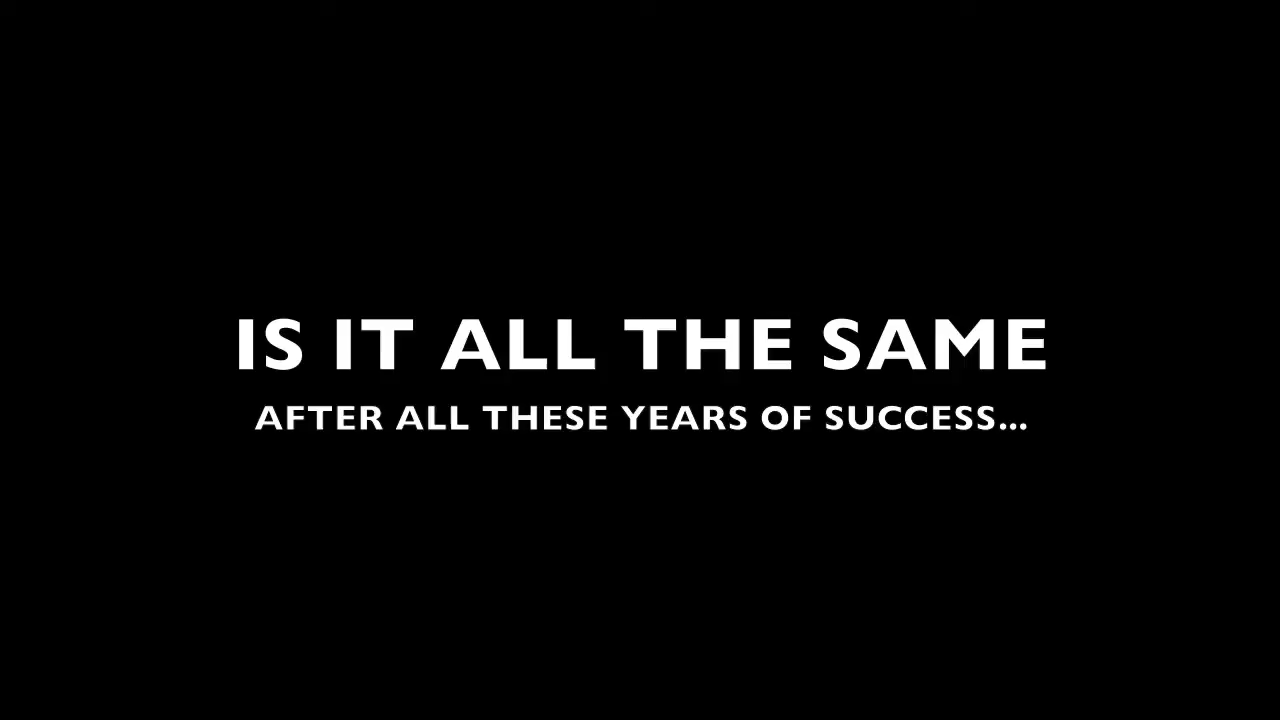 IS IT ALL THE SAME
AFTER ALL THESE YEARS OF SUCCESS...